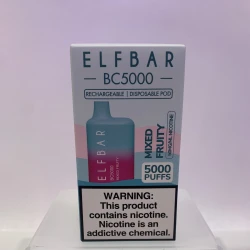 ELFBAR
BC5000
RECHARGEABLE | DISPOSABLE POD
MIXED
FRUITY
5000
PUFFS
ELFBAR
WARNING:
This product
contains nicotine.
Nicotine is an
addictive chemical.